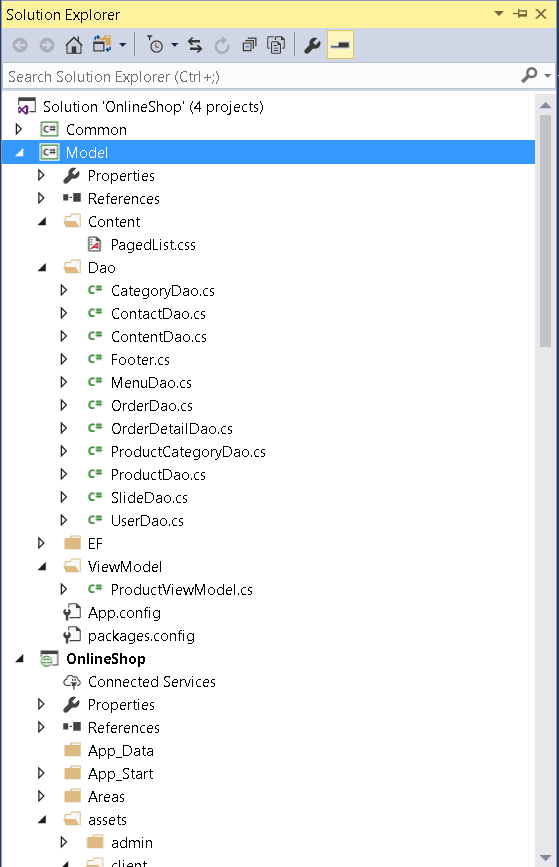 Solution Explorer
Search Solution Explorer (Ctrl+;)
Solution 'OnlineShop' (4 projects)
C# Common
C# Model
Properties
References
Content
PagedList.css
Dao
C# CategoryDao.cs
C# ContactDao.cs
C# ContentDao.cs
C# Footer.cs
C# MenuDao.cs
C# OrderDao.cs
C# OrderDetailDao.cs
C# ProductCategoryDao.cs
C# ProductDao.cs
C# SlideDao.cs
C# UserDao.cs
EF
ViewModel
C# ProductViewModel.cs
App.config
packages.config
OnlineShop
Connected Services
Properties
References
App_Data
App_Start
Areas
assets
admin
client